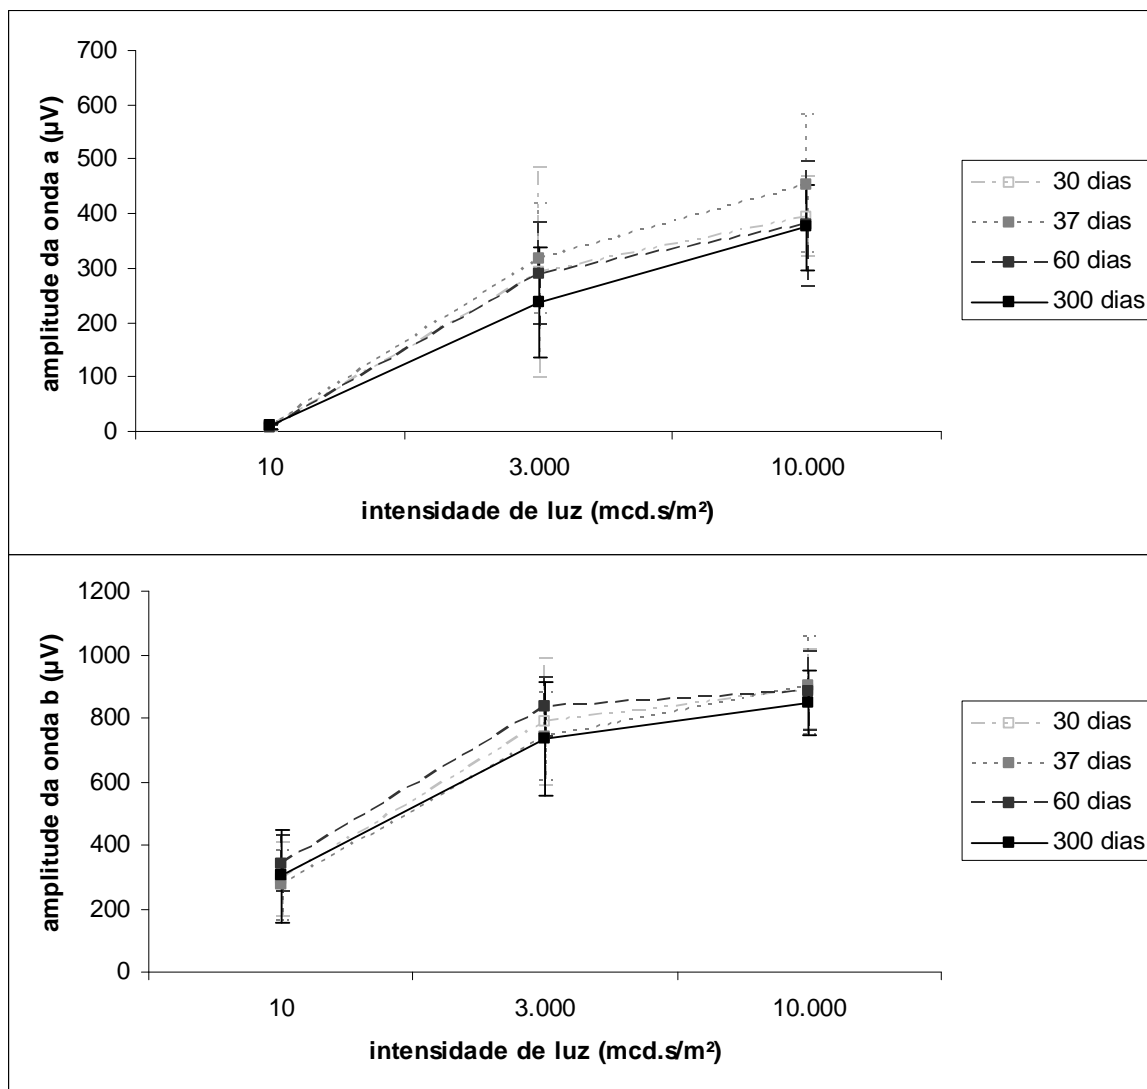 amplitude da onda a (µV)
700
600
500
400
300
200
100
0
10
3.000
10.000
intensidade de luz (mcd.s/m²)
30 dias
37 dias
60 dias
300 dias
amplitude da onda b (µV)
1200
1000
800
600
400
200
0
10
3.000
10.000
intensidade de luz (mcd.s/m²)
30 dias
37 dias
60 dias
300 dias